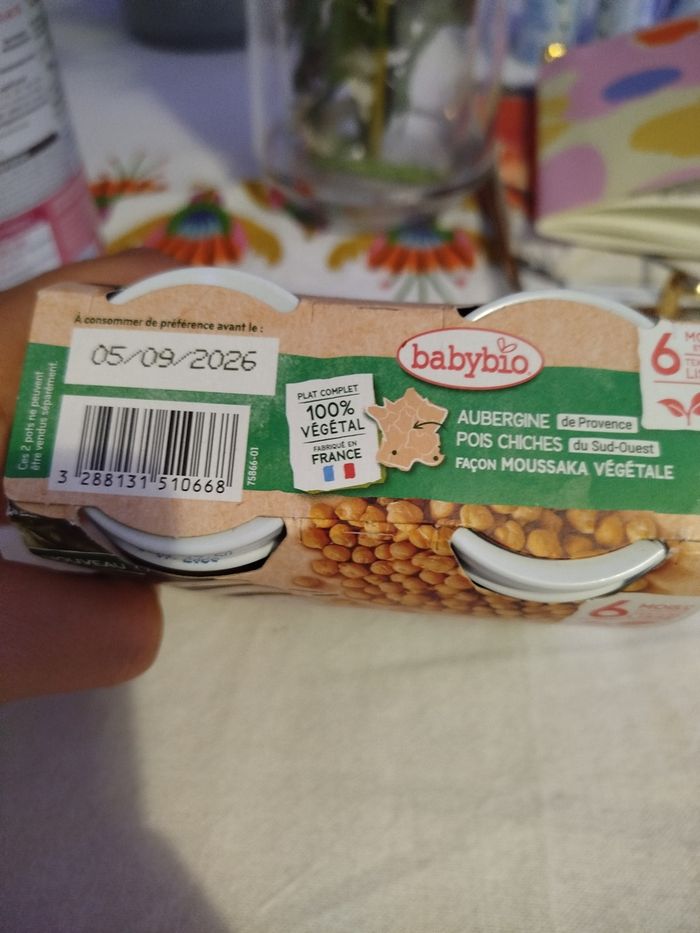 À consommer de préférence avant le :
05/09/2026
Ces 2 pots ne peuvent
être vendus séparément.
3 288131 510668
75866-01
PLAT COMPLET
100%
VÉGÉTAL
FABRIQUÉ EN
FRANCE
babybio
AUBERGINE de Provence
POIS CHICHES du Sud-Ouest
FAÇON MOUSSAKA VÉGÉTALE
6
6 MOIS